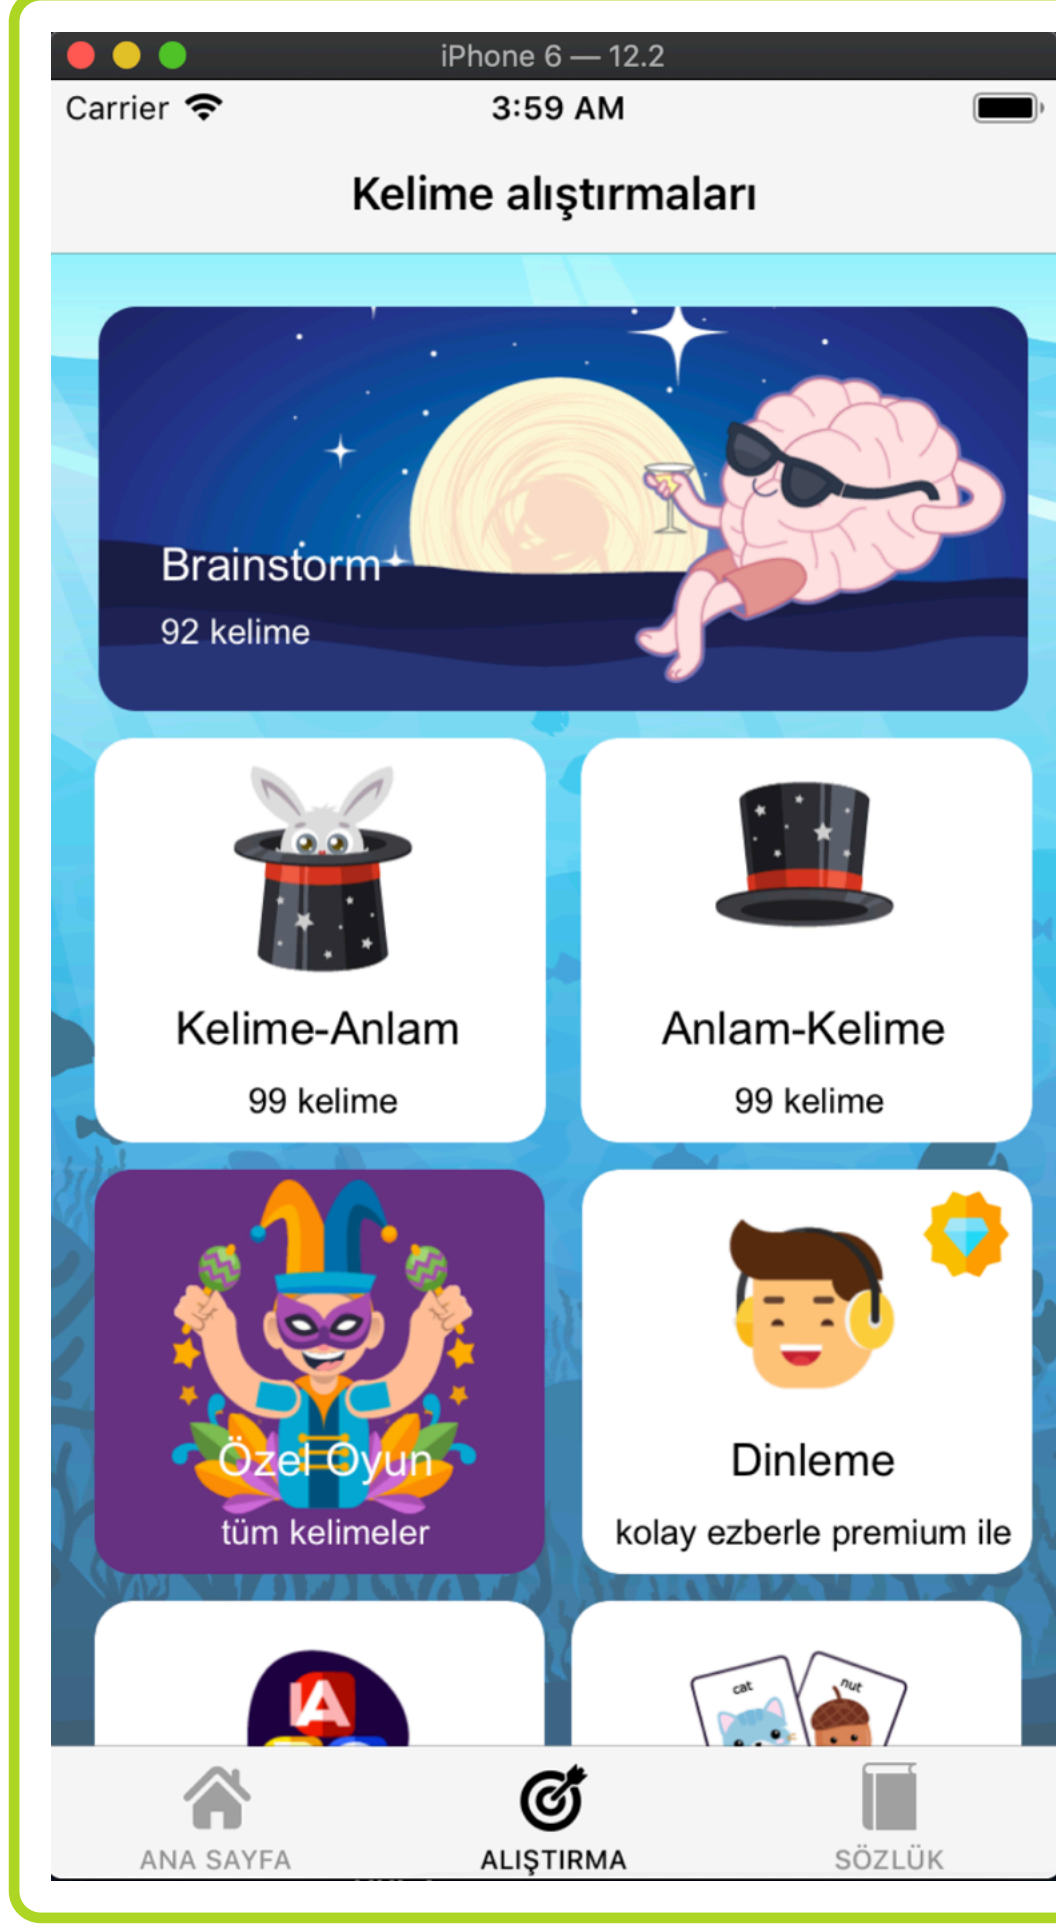 iPhone 6 — 12.2
Carrier 3:59 AM
Kelime alıştırmaları
Brainstorm
92 kelime
Kelime-Anlam
99 kelime
Anlam-Kelime
99 kelime
Özel Oyun
tüm kelimeler
Dinleme
kolay ezberle premium ile
A
cat
nut
ANA SAYFA
ALIŞTIRMA
SÖZLÜK